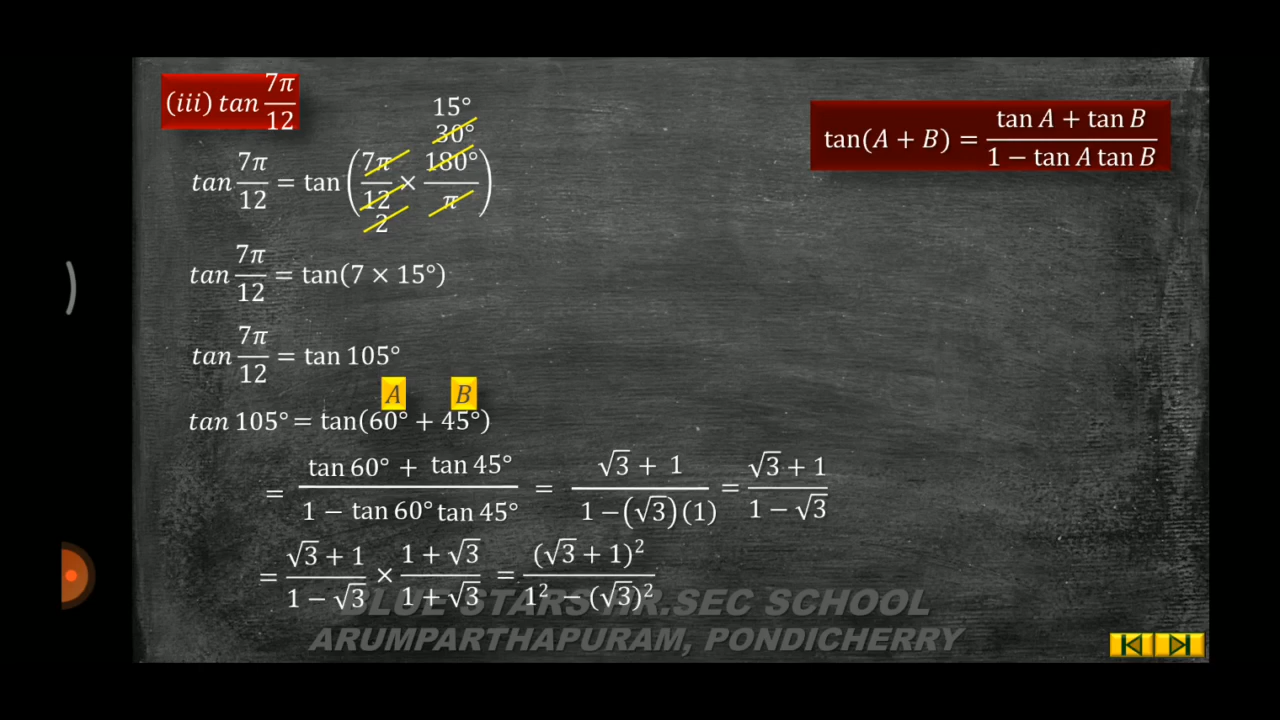 (iii) tan 7π/12
tan(A + B) = (tan A + tan B)/(1 − tan A tan B)
15°
30°
tan 7π/12 = tan(7π/12 × 180°/π)
2
tan 7π/12 = tan(7 × 15°)
tan 7π/12 = tan 105°
A B
tan 105° = tan(60° + 45°)
= (tan 60° + tan 45°)/(1 − tan 60° tan 45°) = (√3 + 1)/(1 − (√3)(1)) = (√3 + 1)/(1 − √3)
= (√3 + 1)/(1 − √3) × (1 + √3)/(1 + √3) = (√3 + 1)²/(1² − (√3)²)
BLUE STARS HR.SEC SCHOOL
ARUMPARTHAPURAM, PONDICHERRY